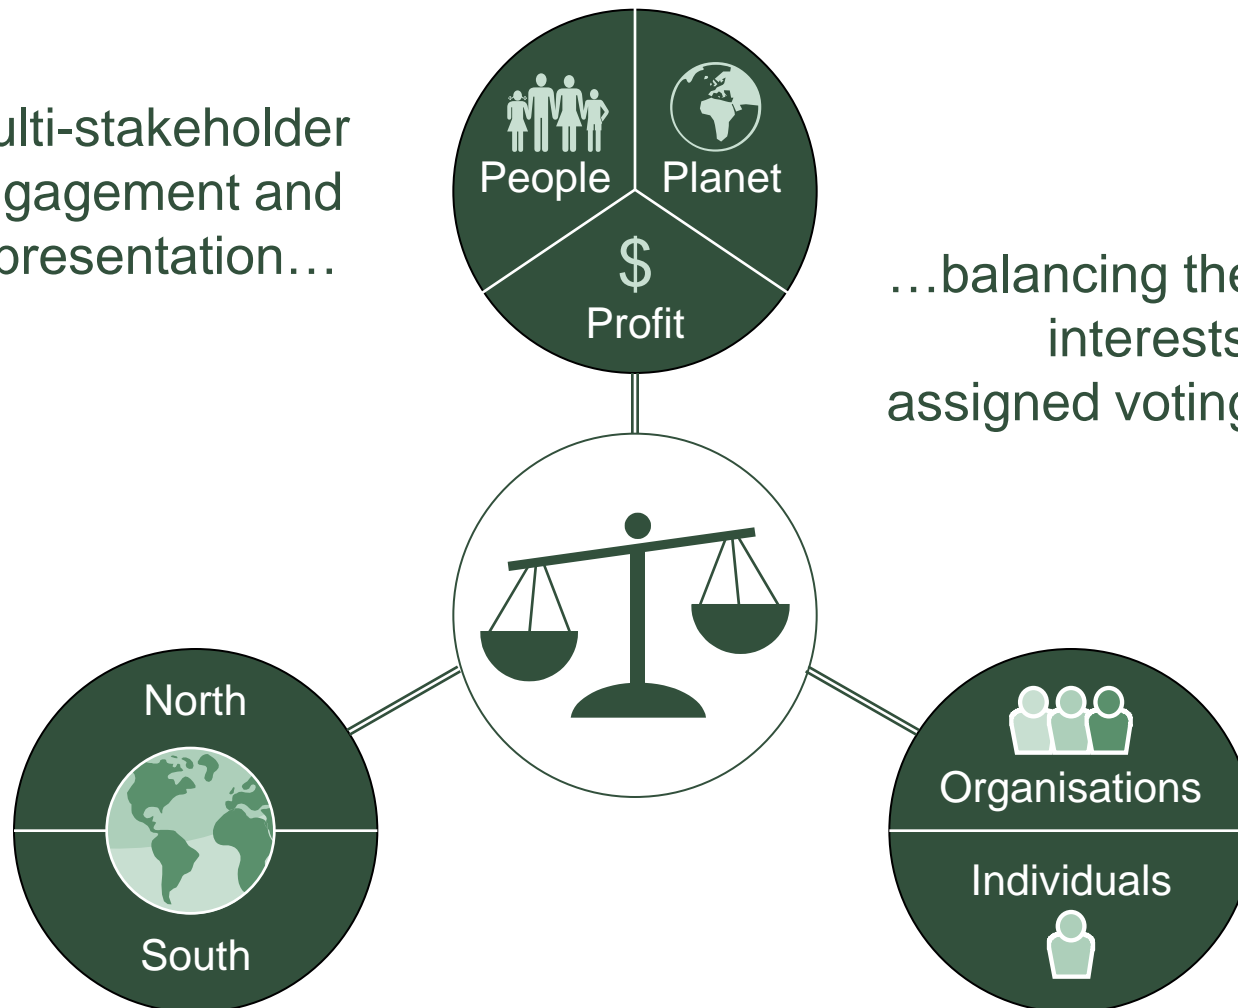 ulti-stakeholder
gagement and
presentation…
People
Planet
$
Profit
…balancing the
interests
assigned voting
North
South
Organisations
Individuals